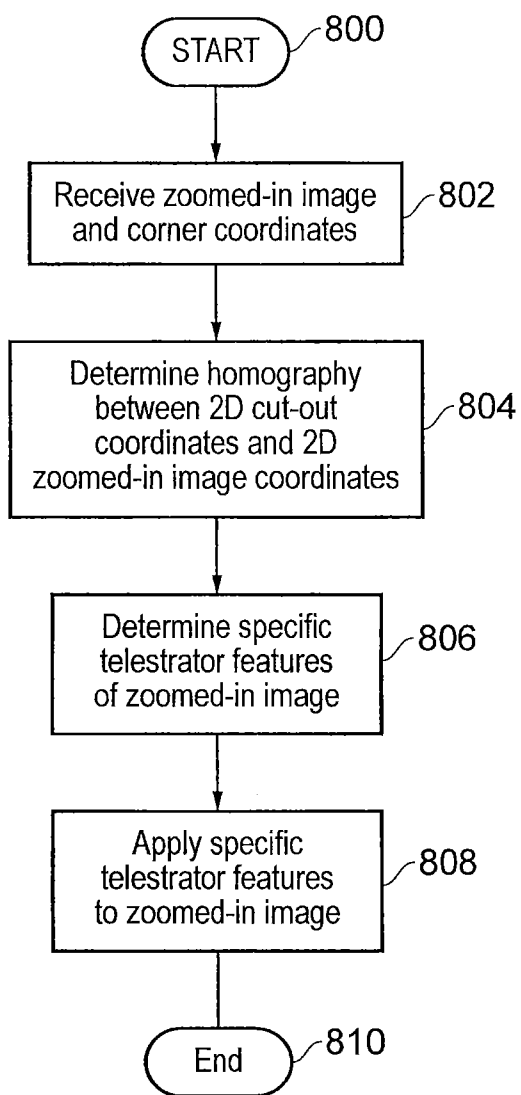 START
800
Receive zoomed-in image
and corner coordinates
802
Determine homography
between 2D cut-out
coordinates and 2D
zoomed-in image coordinates
804
Determine specific
telestrator features
of zoomed-in image
806
Apply specific
telestrator features
to zoomed-in image
808
End
810